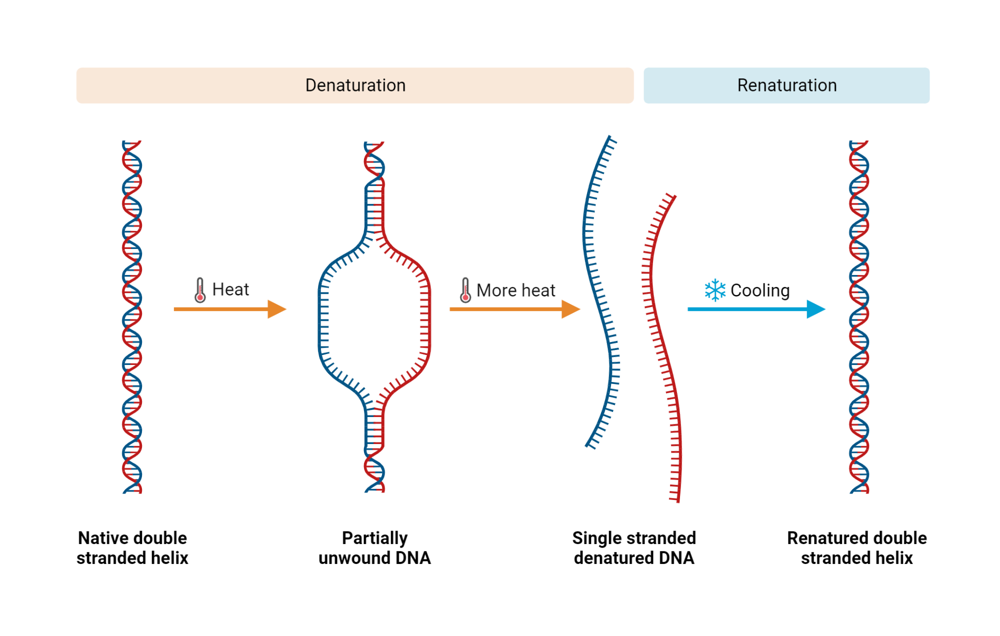 Denaturation
Renaturation
Heat
More heat
Cooling
Native double
stranded helix
Partially
unwound DNA
Single stranded
denatured DNA
Renatured double
stranded helix